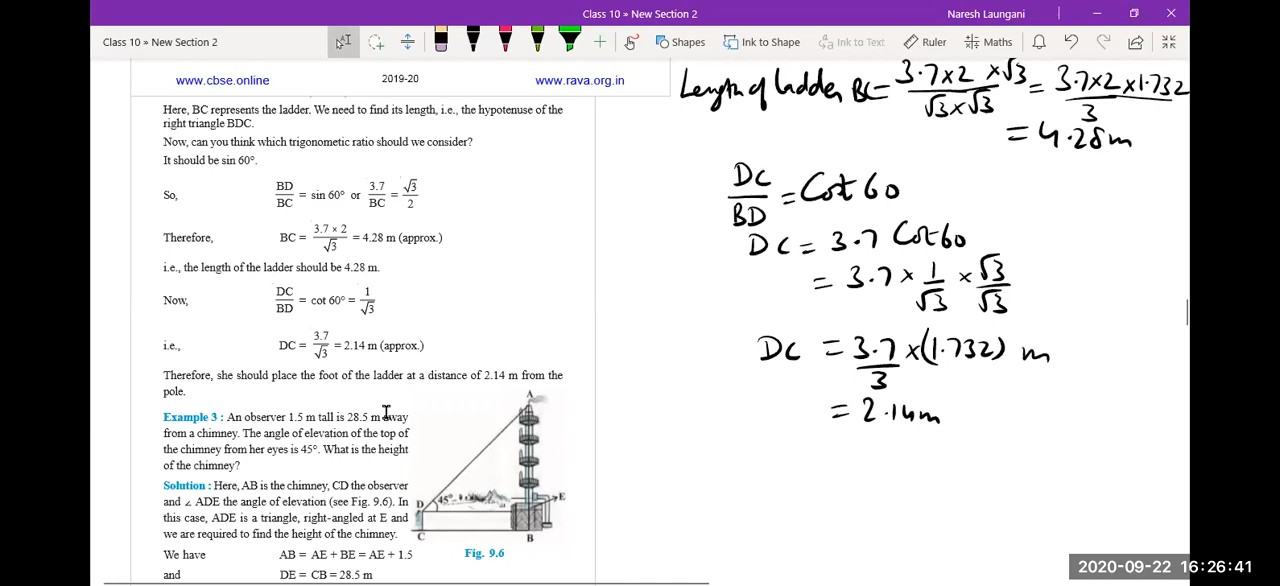 Class 10 » New Section 2
Naresh Laungani
Class 10 » New Section 2
Shapes
Ink to Shape
Ink to Text
Ruler
Maths
www.cbse.online
2019-20
www.rava.org.in
Here, BC represents the ladder. We need to find its length, i.e., the hypotenuse of the
right triangle BDC.
Now, can you think which trigonometric ratio should we consider?
It should be sin 60°.
So, BD/BC = sin 60° or 3.7/BC = √3/2
Therefore, BC = 3.7 × 2/√3 = 4.28 m (approx.)
i.e., the length of the ladder should be 4.28 m.
Now, DC/BD = cot 60° = 1/√3
i.e., DC = 3.7/√3 = 2.14 m (approx.)
Therefore, she should place the foot of the ladder at a distance of 2.14 m from the
pole.
Example 3 : An observer 1.5 m tall is 28.5 m away
from a chimney. The angle of elevation of the top of
the chimney from her eyes is 45°. What is the height
of the chimney?
Solution : Here, AB is the chimney, CD the observer
and ∠ ADE the angle of elevation (see Fig. 9.6). In
this case, ADE is a triangle, right-angled at E and
we are required to find the height of the chimney.
We have AB = AE + BE = AE + 1.5
and DE = CB = 28.5 m
A
D
45°
E
C
B
Fig. 9.6
Length of ladder BC = 3.7×2 ×√3/√3×√3 = 3.7×2×1.732/3
= 4.28m
DC/BD = Cot 60
DC = 3.7 Cot 60
= 3.7 × 1/√3 × √3/√3
DC = 3.7/3 ×(1.732) m
= 2.14m
2020-09-22 16:26:41